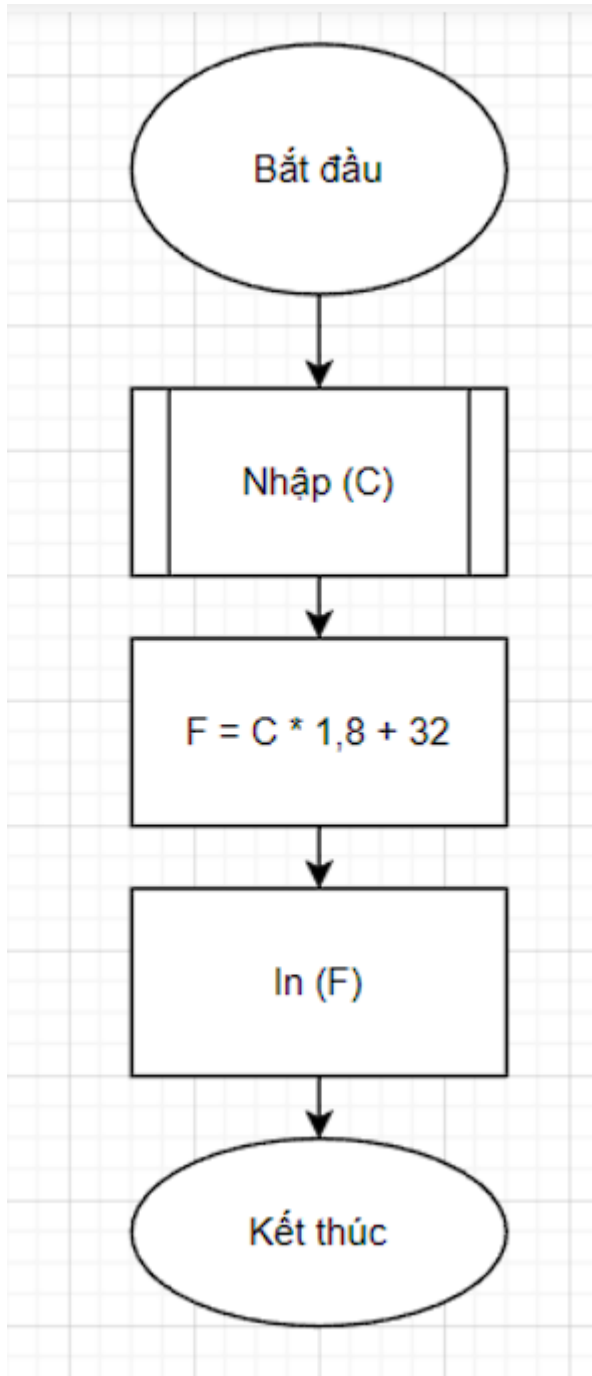 Bắt đầu
Nhập (C)
F = C * 1,8 + 32
In (F)
Kết thúc